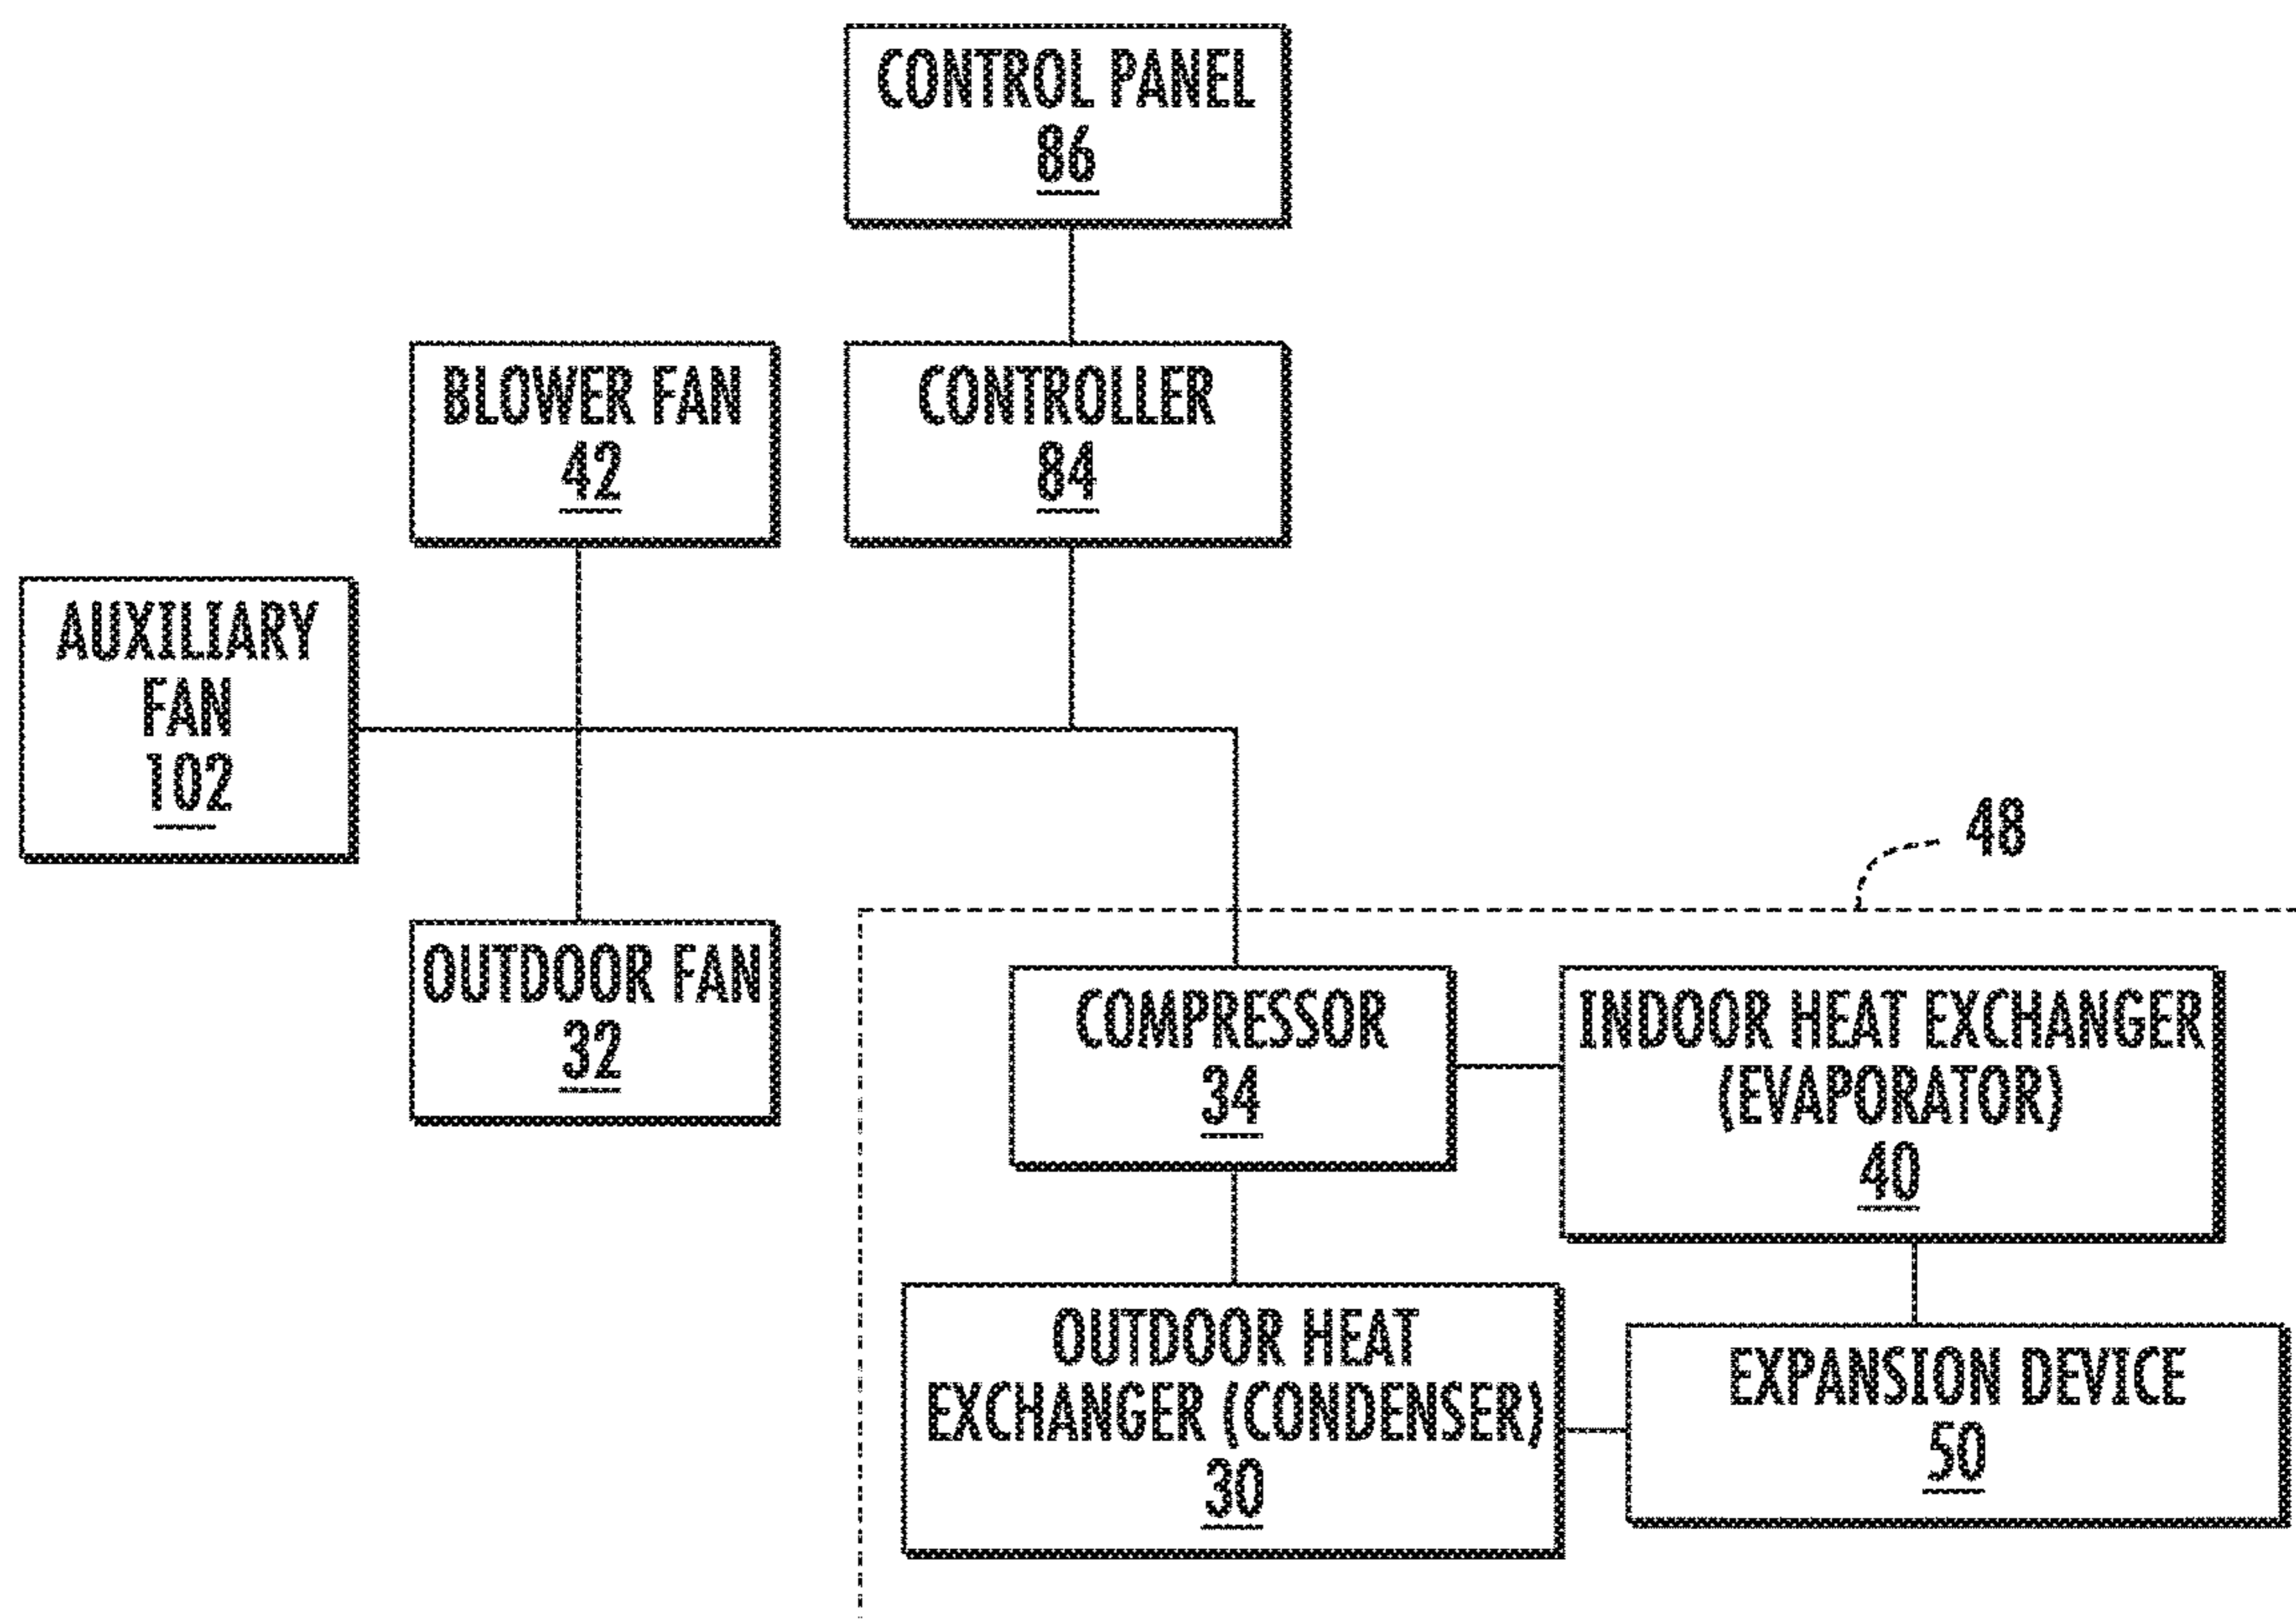 CONTROL PANEL
86
BLOWER FAN
42
CONTROLLER
84
AUXILIARY
FAN
102
48
OUTDOOR FAN
32
COMPRESSOR
34
INDOOR HEAT EXCHANGER
(EVAPORATOR)
40
OUTDOOR HEAT
EXCHANGER (CONDENSER)
30
EXPANSION DEVICE
50